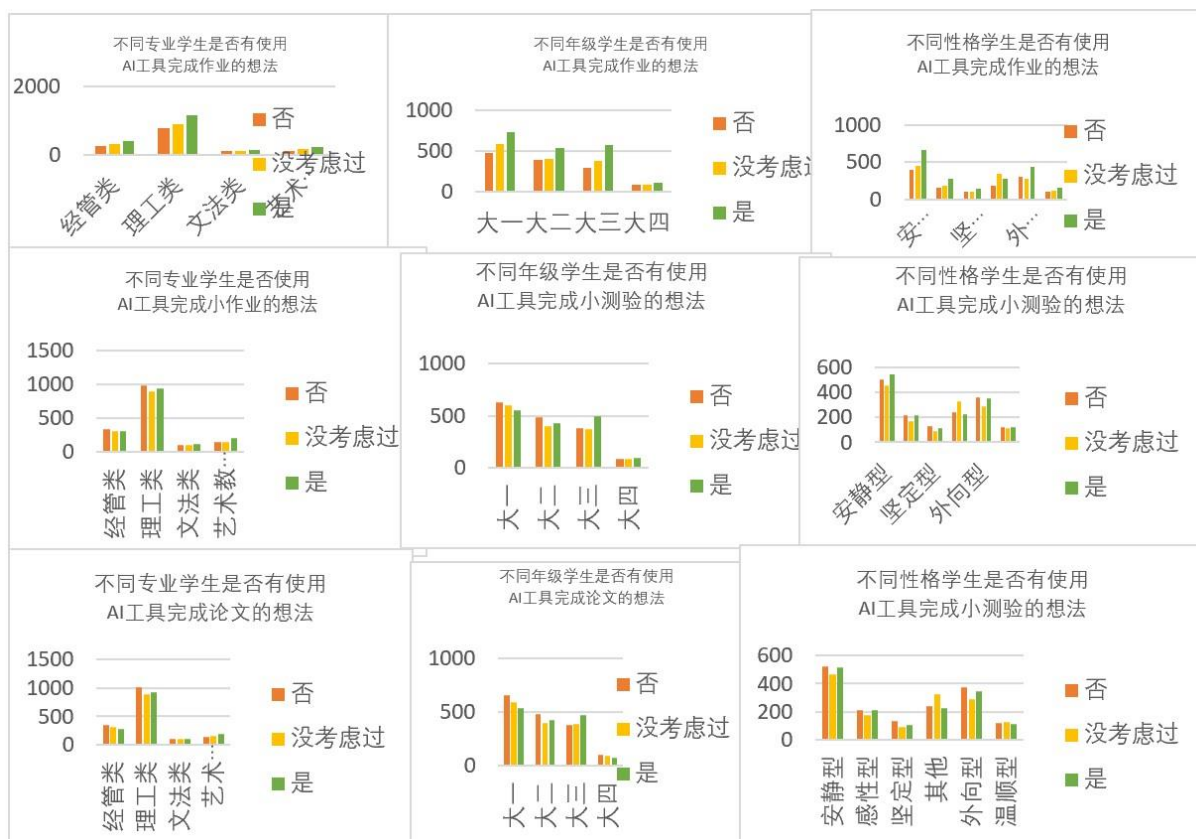 不同专业学生是否有使用
AI工具完成作业的想法
2000
0
经管类
理工类
文法类
艺术…
否
没考虑过
是
不同年级学生是否有使用
AI工具完成作业的想法
1000
500
0
大一
大二
大三
大四
否
没考虑过
是
不同性格学生是否有使用
AI工具完成作业的想法
1000
500
0
安…
坚…
外…
否
没考虑过
是
不同专业学生是否使用
AI工具完成小作业的想法
1500
1000
500
0
经管类
理工类
文法类
艺术教…
否
没考虑过
是
不同年级学生是否有使用
AI工具完成小测验的想法
1000
500
0
大一
大二
大三
大四
否
没考虑过
是
不同性格学生是否有使用
AI工具完成小测验的想法
600
400
200
0
安静型
坚定型
外向型
否
没考虑过
是
不同专业学生是否有使用
AI工具完成论文的想法
1500
1000
500
0
经管类
理工类
文法类
艺术…
否
没考虑过
是
不同年级学生是否有使用
AI工具完成论文的想法
1000
500
0
大一
大二
大三
大四
否
没考虑过
是
不同性格学生是否有使用
AI工具完成小测验的想法
600
400
200
0
安静型
感性型
坚定型
其他
外向型
温顺型
否
没考虑过
是